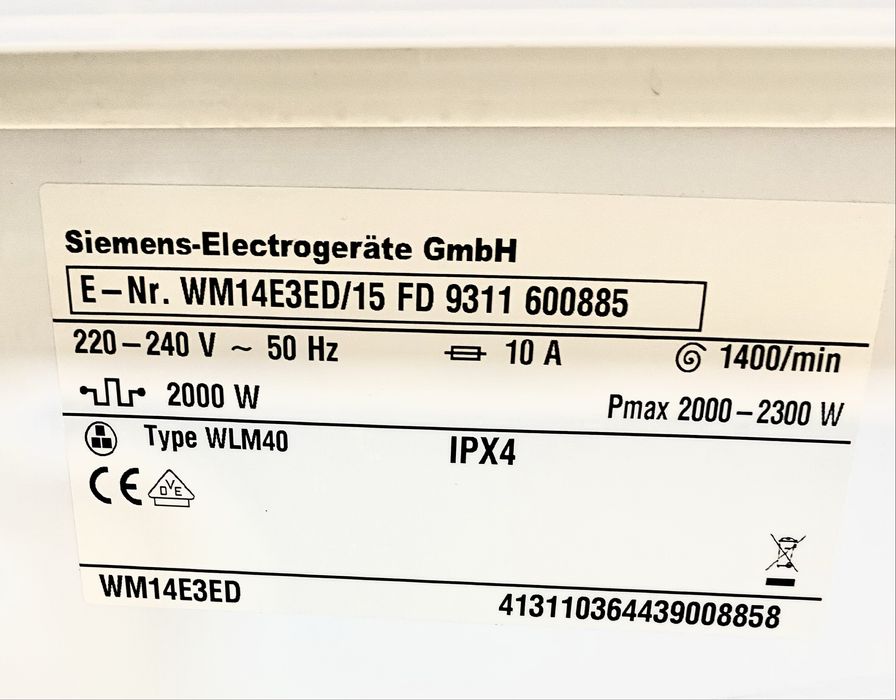 Siemens-Electrogeräte GmbH
E-Nr. WM14E3ED/15 FD 9311 600885
220-240 V ~ 50 Hz 10 A 1400/min
2000 W Pmax 2000-2300 W
Type WLM40 IPX4
CE DVE
WM14E3ED 413110364439008858